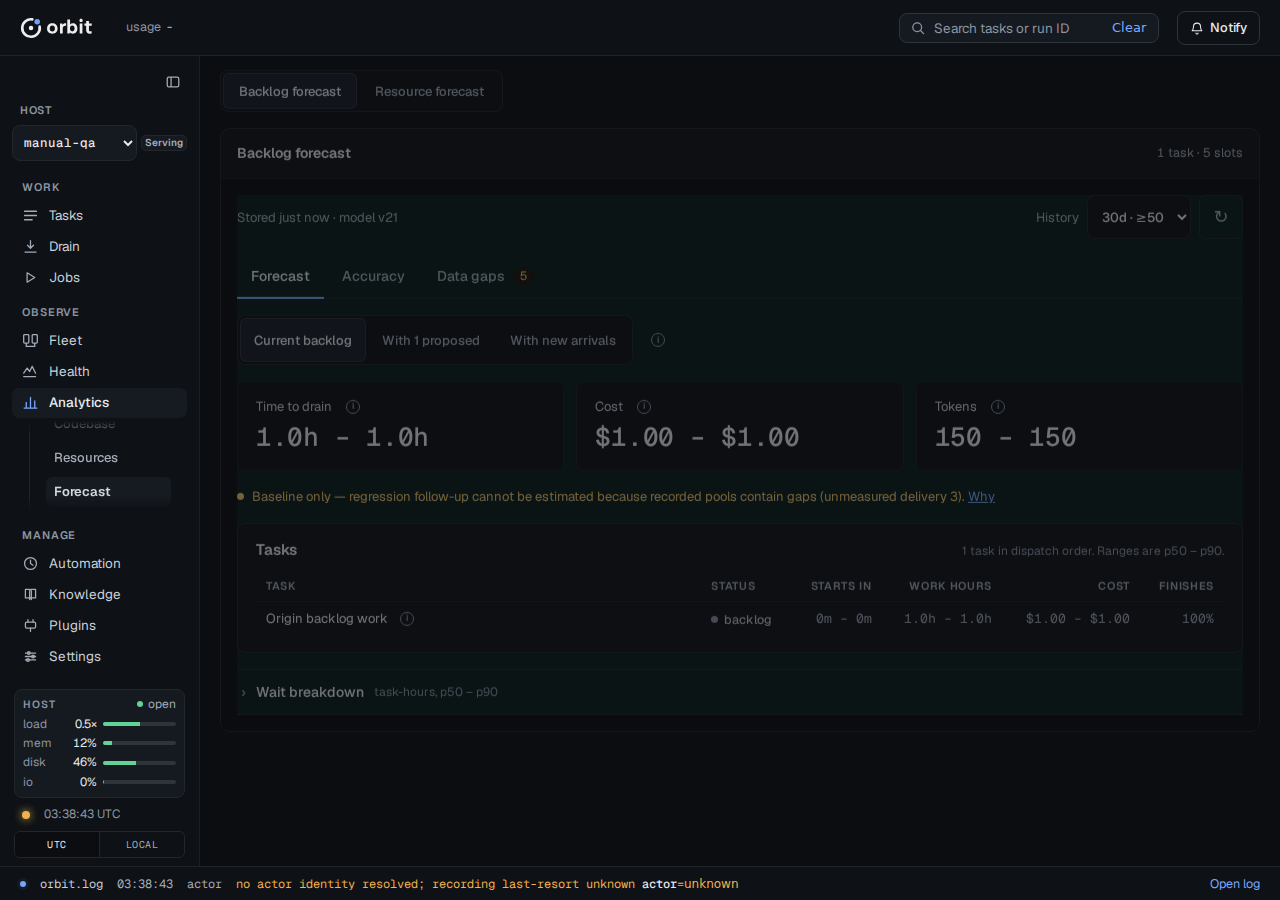 orbit
usage –
Search tasks or run ID
Clear
Notify
HOST
manual-qa
Serving
WORK
Tasks
Drain
Jobs
OBSERVE
Fleet
Health
Analytics
Codebase
Resources
Forecast
MANAGE
Automation
Knowledge
Plugins
Settings
HOST
open
load 0.5×
mem 12%
disk 46%
io 0%
03:38:43 UTC
UTC
LOCAL
Backlog forecast
Resource forecast
Backlog forecast
1 task · 5 slots
Stored just now · model v21
History
30d · ≥50
Forecast
Accuracy
Data gaps 5
Current backlog
With 1 proposed
With new arrivals
Time to drain
1.0h – 1.0h
Cost
$1.00 – $1.00
Tokens
150 – 150
Baseline only — regression follow-up cannot be estimated because recorded pools contain gaps (unmeasured delivery 3). Why
Tasks
1 task in dispatch order. Ranges are p50 – p90.
TASK STATUS STARTS IN WORK HOURS COST FINISHES
Origin backlog work backlog 0m – 0m 1.0h – 1.0h $1.00 – $1.00 100%
Wait breakdown task-hours, p50 – p90
orbit.log 03:38:43 actor no actor identity resolved; recording last-resort unknown actor=unknown
Open log